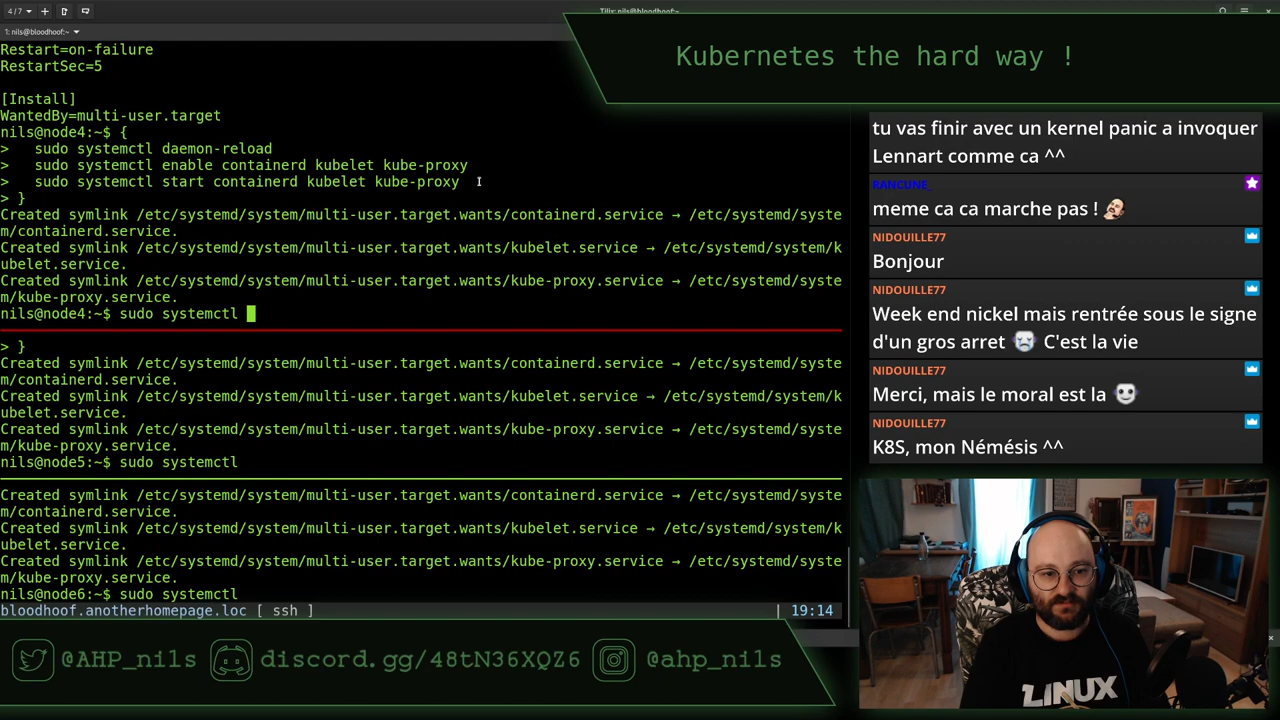 4 / 7
Tilix: nils@bloodhoof:~
1: nils@bloodhoof:~
Restart=on-failure
RestartSec=5
[Install]
WantedBy=multi-user.target
nils@node4:~$ {
>   sudo systemctl daemon-reload
>   sudo systemctl enable containerd kubelet kube-proxy
>   sudo systemctl start containerd kubelet kube-proxy
> }
Created symlink /etc/systemd/system/multi-user.target.wants/containerd.service → /etc/systemd/syste
m/containerd.service.
Created symlink /etc/systemd/system/multi-user.target.wants/kubelet.service → /etc/systemd/system/k
ubelet.service.
Created symlink /etc/systemd/system/multi-user.target.wants/kube-proxy.service → /etc/systemd/syste
m/kube-proxy.service.
nils@node4:~$ sudo systemctl
> }
Created symlink /etc/systemd/system/multi-user.target.wants/containerd.service → /etc/systemd/syste
m/containerd.service.
Created symlink /etc/systemd/system/multi-user.target.wants/kubelet.service → /etc/systemd/system/k
ubelet.service.
Created symlink /etc/systemd/system/multi-user.target.wants/kube-proxy.service → /etc/systemd/syste
m/kube-proxy.service.
nils@node5:~$ sudo systemctl
Created symlink /etc/systemd/system/multi-user.target.wants/containerd.service → /etc/systemd/syste
m/containerd.service.
Created symlink /etc/systemd/system/multi-user.target.wants/kubelet.service → /etc/systemd/system/k
ubelet.service.
Created symlink /etc/systemd/system/multi-user.target.wants/kube-proxy.service → /etc/systemd/syste
m/kube-proxy.service.
nils@node6:~$ sudo systemctl
bloodhoof.anotherhomepage.loc [ ssh ] | 19:14
Kubernetes the hard way !
tu vas finir avec un kernel panic a invoquer
Lennart comme ca ^^
RANCUNE_
meme ca ca marche pas !
NIDOUILLE77
Bonjour
NIDOUILLE77
Week end nickel mais rentrée sous le signe
d'un gros arret C'est la vie
NIDOUILLE77
Merci, mais le moral est la
NIDOUILLE77
K8S, mon Némésis ^^
LINUX
@AHP_nils
discord.gg/48tN36XQZ6
@ahp_nils